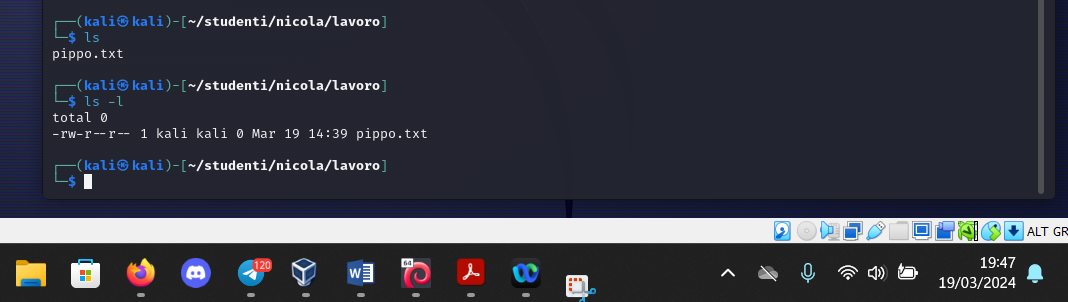 ┌──(kali㉿kali)-[~/studenti/nicola/lavoro]
└─$ ls
pippo.txt
┌──(kali㉿kali)-[~/studenti/nicola/lavoro]
└─$ ls -l
total 0
-rw-r--r-- 1 kali kali 0 Mar 19 14:39 pippo.txt
┌──(kali㉿kali)-[~/studenti/nicola/lavoro]
└─$
ALT GR
120
64
W
19:47
19/03/2024